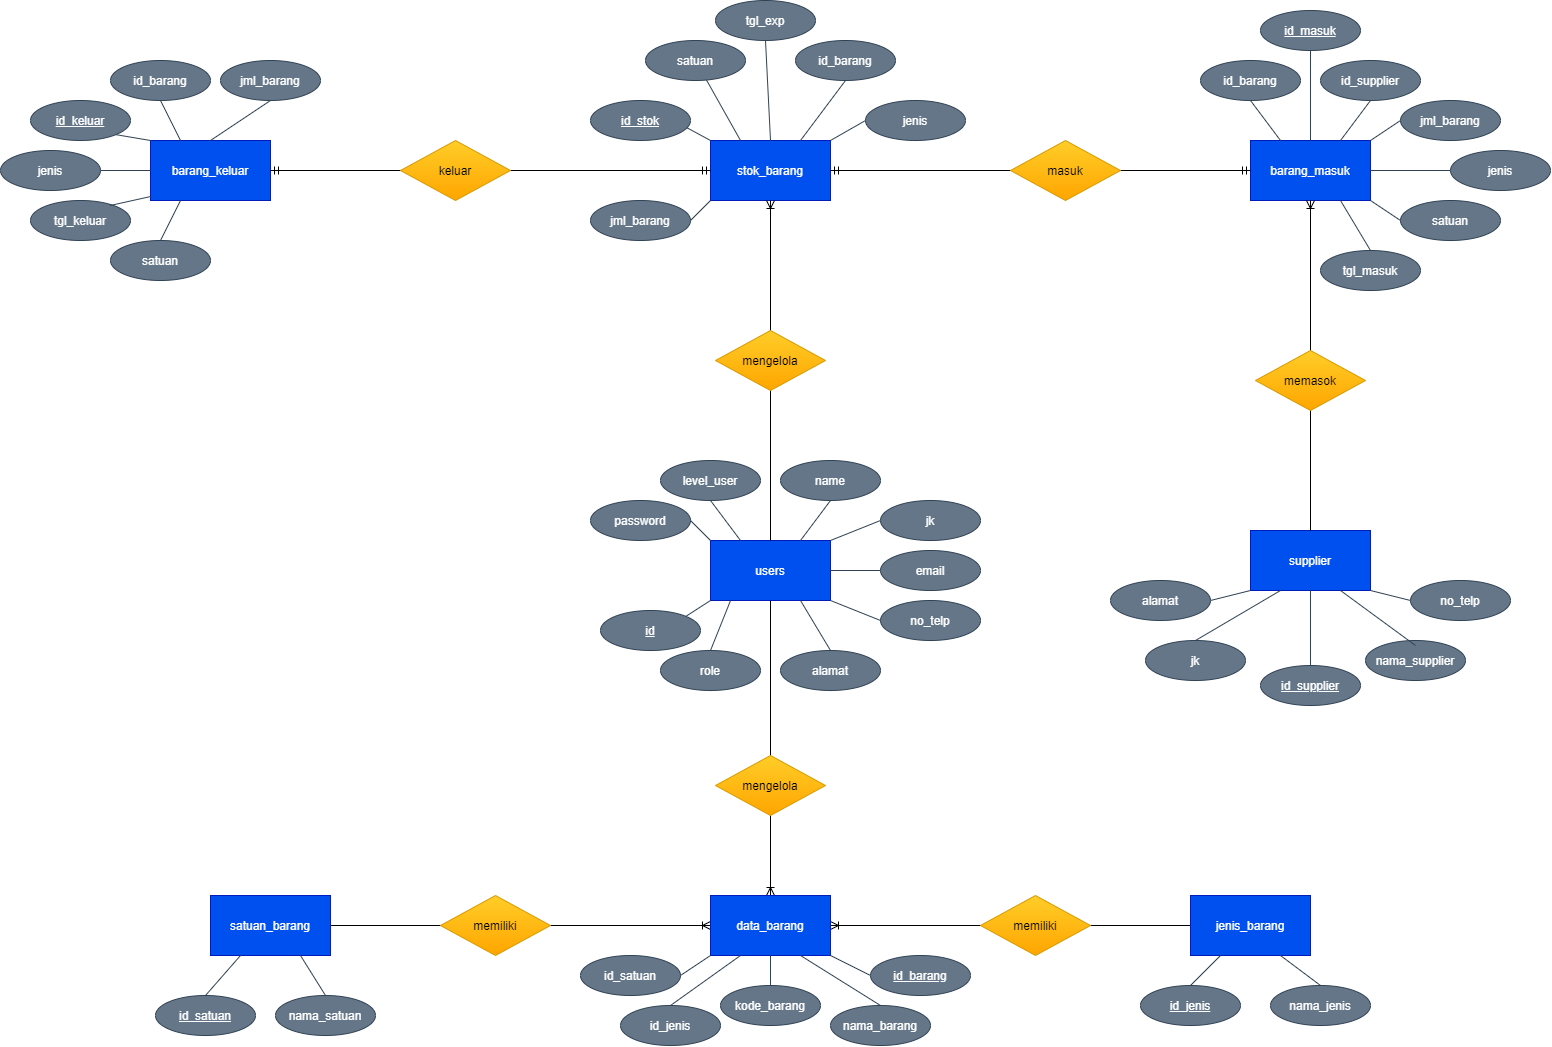 tgl_exp
id_masuk
satuan
id_barang
id_barang
jml_barang
id_barang
id_supplier
id_keluar
id_stok
jenis
jml_barang
jenis
barang_keluar
keluar
stok_barang
masuk
barang_masuk
jenis
tgl_keluar
jml_barang
satuan
satuan
tgl_masuk
mengelola
memasok
level_user
name
password
jk
users
email
supplier
alamat
no_telp
no_telp
id
role
alamat
jk
nama_supplier
id_supplier
mengelola
satuan_barang
memiliki
data_barang
memiliki
jenis_barang
id_satuan
id_barang
id_satuan
nama_satuan
kode_barang
id_jenis
nama_jenis
id_jenis
nama_barang